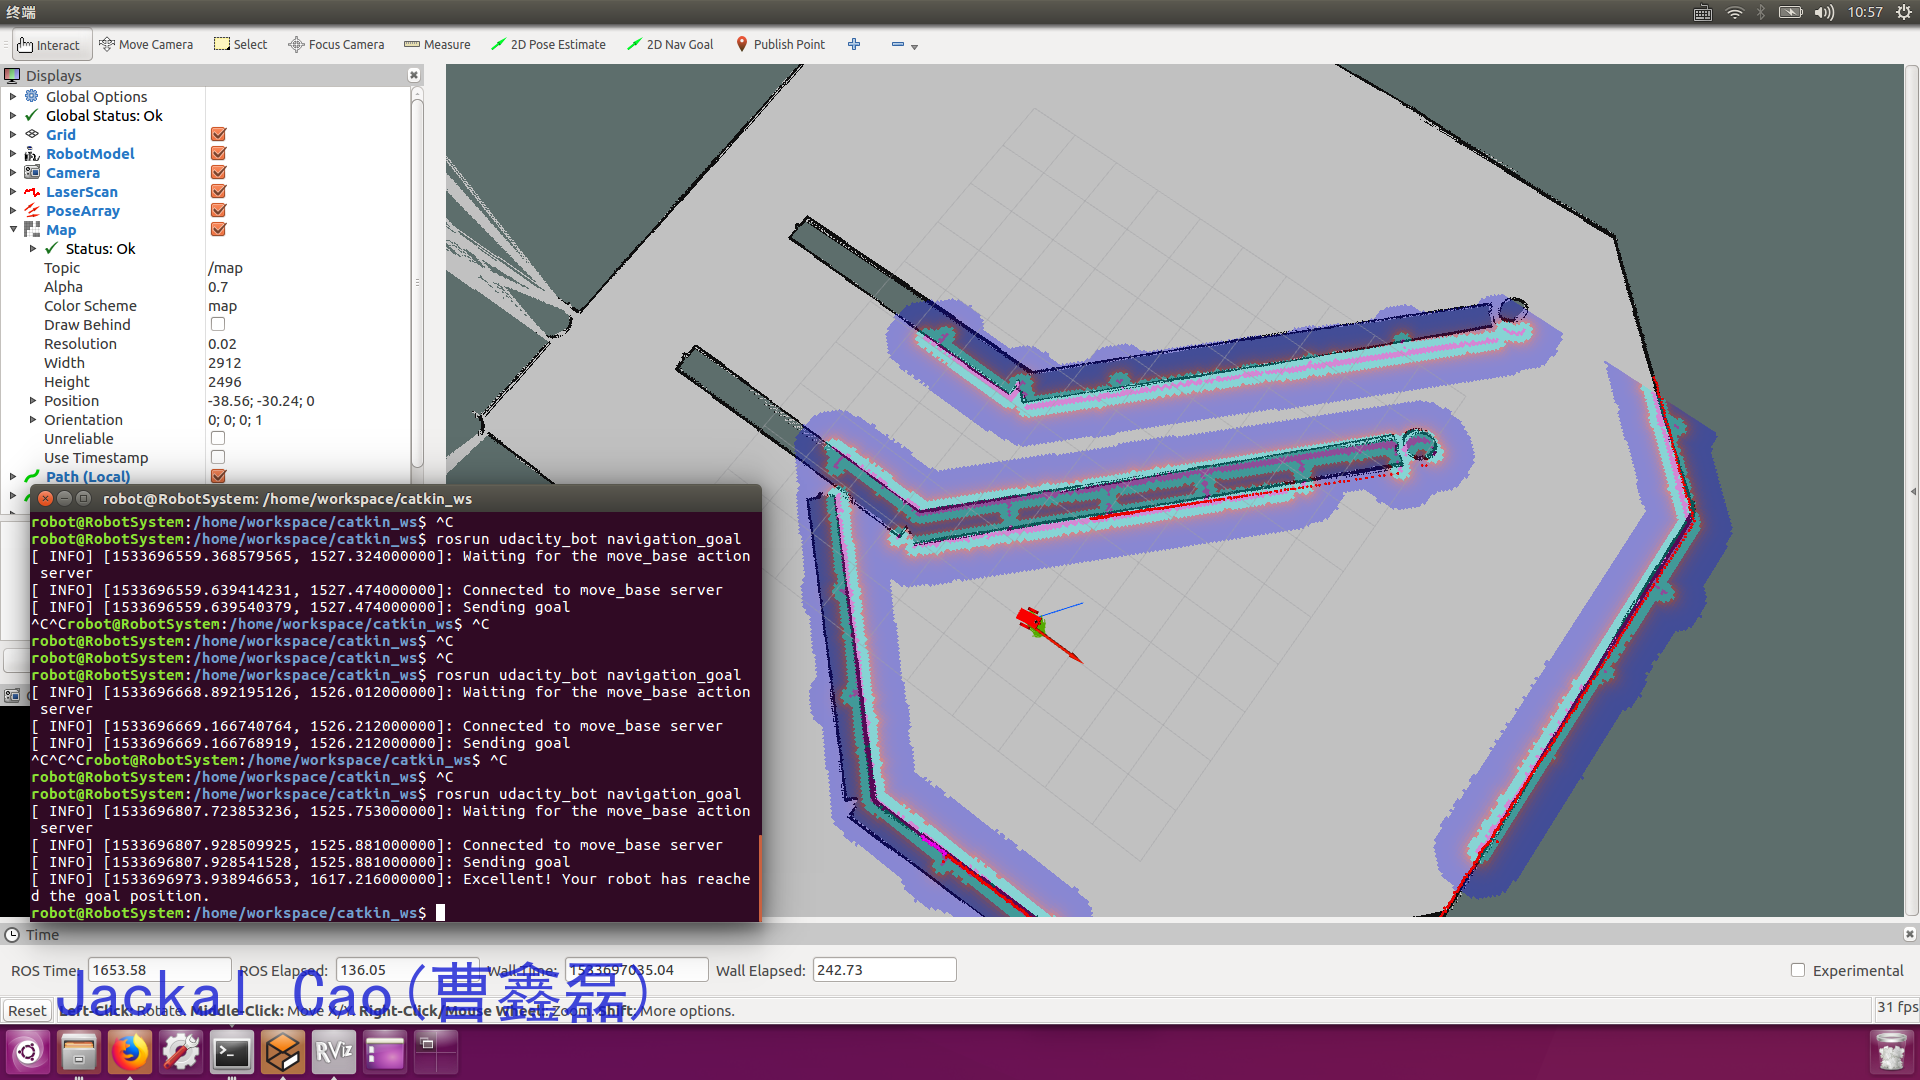 终端
10:57
Interact
Move Camera
Select
Focus Camera
Measure
2D Pose Estimate
2D Nav Goal
Publish Point
Displays
Global Options
Global Status: Ok
Grid
RobotModel
Camera
LaserScan
PoseArray
Map
Status: Ok
Topic /map
Alpha 0.7
Color Scheme map
Draw Behind
Resolution 0.02
Width 2912
Height 2496
Position -38.56; -30.24; 0
Orientation 0; 0; 0; 1
Unreliable
Use Timestamp
Path (Local)
robot@RobotSystem: /home/workspace/catkin_ws
robot@RobotSystem:/home/workspace/catkin_ws$ ^C
robot@RobotSystem:/home/workspace/catkin_ws$ rosrun udacity_bot navigation_goal
[ INFO] [1533696559.368579565, 1527.324000000]: Waiting for the move_base action
server
[ INFO] [1533696559.639414231, 1527.474000000]: Connected to move_base server
[ INFO] [1533696559.639540379, 1527.474000000]: Sending goal
^C^Crobot@RobotSystem:/home/workspace/catkin_ws$ ^C
robot@RobotSystem:/home/workspace/catkin_ws$ ^C
robot@RobotSystem:/home/workspace/catkin_ws$ ^C
robot@RobotSystem:/home/workspace/catkin_ws$ rosrun udacity_bot navigation_goal
[ INFO] [1533696668.892195126, 1526.012000000]: Waiting for the move_base action
server
[ INFO] [1533696669.166740764, 1526.212000000]: Connected to move_base server
[ INFO] [1533696669.166768919, 1526.212000000]: Sending goal
^C^C^Crobot@RobotSystem:/home/workspace/catkin_ws$ ^C
robot@RobotSystem:/home/workspace/catkin_ws$ ^C
robot@RobotSystem:/home/workspace/catkin_ws$ rosrun udacity_bot navigation_goal
[ INFO] [1533696807.723853236, 1525.753000000]: Waiting for the move_base action
server
[ INFO] [1533696807.928509925, 1525.881000000]: Connected to move_base server
[ INFO] [1533696807.928541528, 1525.881000000]: Sending goal
[ INFO] [1533696973.938946653, 1617.216000000]: Excellent! Your robot has reache
d the goal position.
robot@RobotSystem:/home/workspace/catkin_ws$
Time
ROS Time: 1653.58 ROS Elapsed: 136.05 Wall Time: 1533697035.04 Wall Elapsed: 242.73 Experimental
Jackal Cao(曹鑫磊)
Reset Left-Click: Rotate. Middle-Click: Move X/Y. Right-Click/Mouse Wheel: Zoom. Shift: More options. 31 fps
RViz